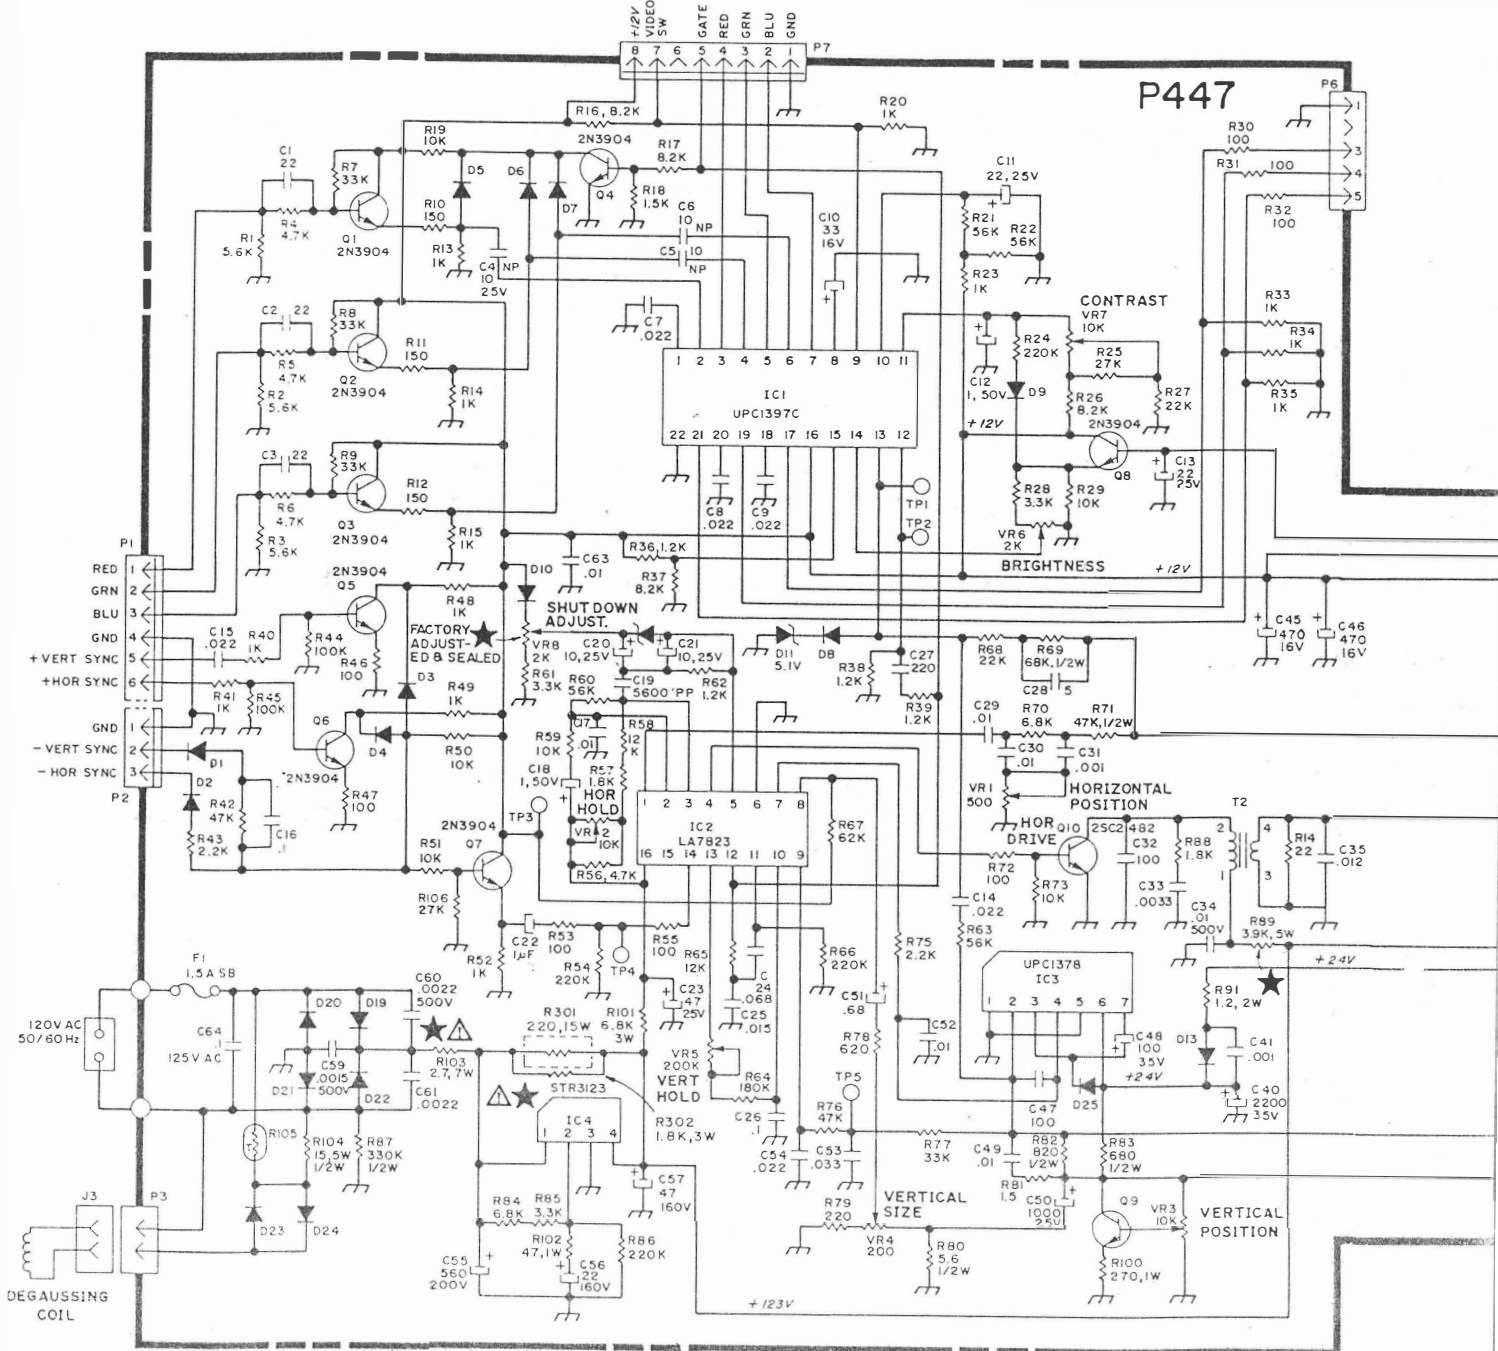 +12V
VIDEO
SW
GATE
RED
GRN
BLU
GND
8 7 6 5 4 3 2 1
P7
P447
P6
1
3
4
5
R16, 8.2K
R20
1K
R30
100
R31 100
R32
100
R19
10K
2N3904
R17
8.2K
C1
22
R7
33K
D5
D6
D7
Q4
R18
1.5K
C11
22, 25V
R10
150
C6
10 NP
C10
33
16V
R21
56K
R22
56K
R4
4.7K
R1
5.6K
Q1
2N3904
R13
1K
C4 NP
10
25V
C5 10
NP
R23
1K
CONTRAST
VR7
10K
R33
1K
R34
1K
R35
1K
C2 22
R8
33K
R11
150
C7
.022
R24
220K
R25
27K
R5
4.7K
R2
5.6K
Q2
2N3904
R14
1K
1 2 3 4 5 6 7 8 9 10 11
IC1
UPC1397C
22 21 20 19 18 17 16 15 14 13 12
C12
1, 50V
D9
R26
8.2K
R27
22K
+12V
2N3904
Q8
C13
22
25V
C3 22
R9
33K
R12
150
R6
4.7K
R3
5.6K
Q3
2N3904
R15
1K
C8
.022
C9
.022
TP1
TP2
R28
3.3K
R29
10K
VR6
2K
BRIGHTNESS
+12V
P1
RED 1
GRN 2
BLU 3
GND 4
+VERT SYNC 5
+HOR SYNC 6
GND 1
-VERT SYNC 2
-HOR SYNC 3
P2
2N3904
Q5
C63
.01
R36, 1.2K
R37
8.2K
D10
R48
1K
SHUT DOWN
ADJUST.
FACTORY
ADJUST-
ED & SEALED
VR8
2K
C20
10,25V
C21
10,25V
D11
5.1V
D8
R38
1.2K
C27
220
R68
22K
R69
68K,1/2W
C28 5
C45
470
16V
C46
470
16V
C15
.022
R40
1K
R44
100K
R46
100
R61
3.3K
R60
56K
C19
5600 PP
R62
1.2K
R39
1.2K
R41
1K
R45
100K
D3
R49
1K
Q6
D4
2N3904
R50
10K
R47
100
D1
D2
R42
47K
R43
2.2K
C16
.1
R59
10K
C17
.01
R58
12
K
C18
1,50V
R57
1.8K
HOR
HOLD
VR2
10K
R56, 4.7K
TP3
2N3904
Q7
R51
10K
R106
27K
1 2 3 4 5 6 7 8
IC2
LA7823
16 15 14 13 12 11 10 9
R67
62K
C29
.01
R70
6.8K
R71
47K,1/2W
C30
.01
C31
.001
VR1
500
HORIZONTAL
POSITION
HOR
DRIVE
Q10
2SC2482
R72
100
R73
10K
C32
100
R88
1.8K
C33
.0033
T2
2 4
1 3
R14
22
C35
.012
C34
.01
500V
R89
3.9K,5W
+24V
C22
1µF
R53
100
R54
220K
TP4
R55
100
R52
1K
R65
12K
C
24
.068
C25
.015
R66
220K
R75
2.2K
C14
.022
R63
56K
UPC1378
IC3
1 2 3 4 5 6 7
C48
100
35V
R91
1.2, 2W
D13
C41
.001
+24V
C40
2200
35V
F1
1.5A SB
C60
.0022
500V
D20
D19
120V AC
50/60 Hz
C64
.1
125V AC
C59
.0015
500V
D21
D22
C61
.0022
R103
2.7, 7W
R301
220,15W
R101
6.8K
3W
C23
47
25V
STR3123
IC4
1 2 3 4
R302
1.8K,3W
VR5
200K
VERT
HOLD
R64
180K
C26
.1
C51
.68
R78
620
C52
.01
TP5
R76
47K
C54
.022
C53
.033
R77
33K
C47
100
D25
C49
.01
R82
820
1/2W
R83
680
1/2W
R81
1.5
C50
1000
25V
R105
T
R104
15,5W
1/2W
R87
330K
1/2W
J3
P3
D23
D24
DEGAUSSING
COIL
R84
6.8K
R85
3.3K
R102
47,1W
R86
220K
C57
47
160V
C55
560
200V
C56
22
160V
+123V
R79
220
VR4
200
VERTICAL
SIZE
R80
5.6
1/2W
Q9
R100
270,1W
VR3
10K
VERTICAL
POSITION